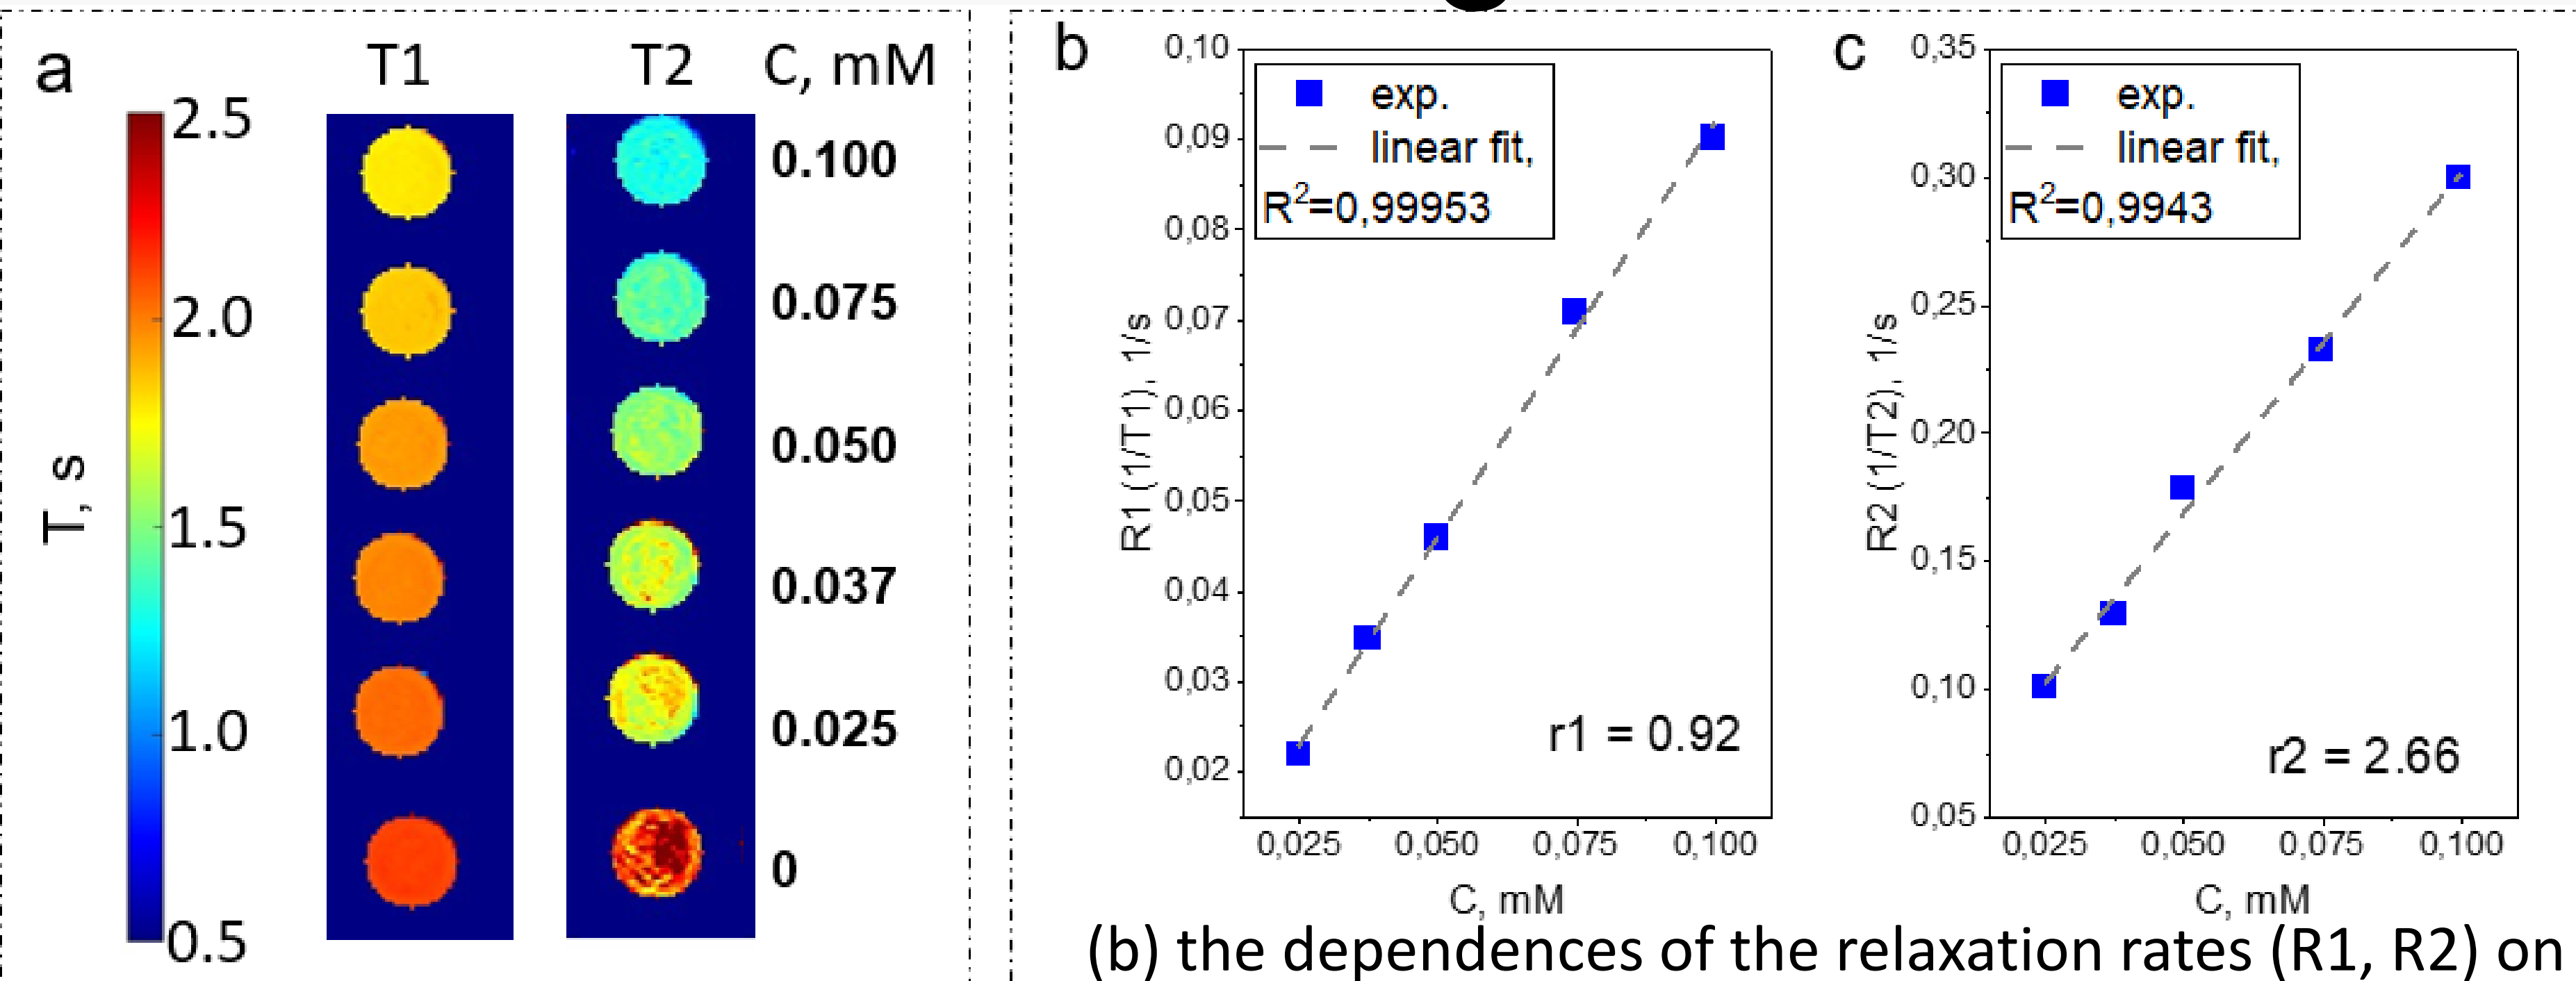 a
T1 T2 C, mM
2.5
2.0
1.5
1.0
0.5
T, s
0.100
0.075
0.050
0.037
0.025
0
b
0,10
0,09
0,08
0,07
0,06
0,05
0,04
0,03
0,02
R1 (1/T1), 1/s
exp.
linear fit,
R²=0,99953
r1 = 0.92
0,025 0,050 0,075 0,100
C, mM
c
0,35
0,30
0,25
0,20
0,15
0,10
0,05
R2 (1/T2), 1/s
exp.
linear fit,
R²=0,9943
r2 = 2.66
0,025 0,050 0,075 0,100
C, mM
(b) the dependences of the relaxation rates (R1, R2) on